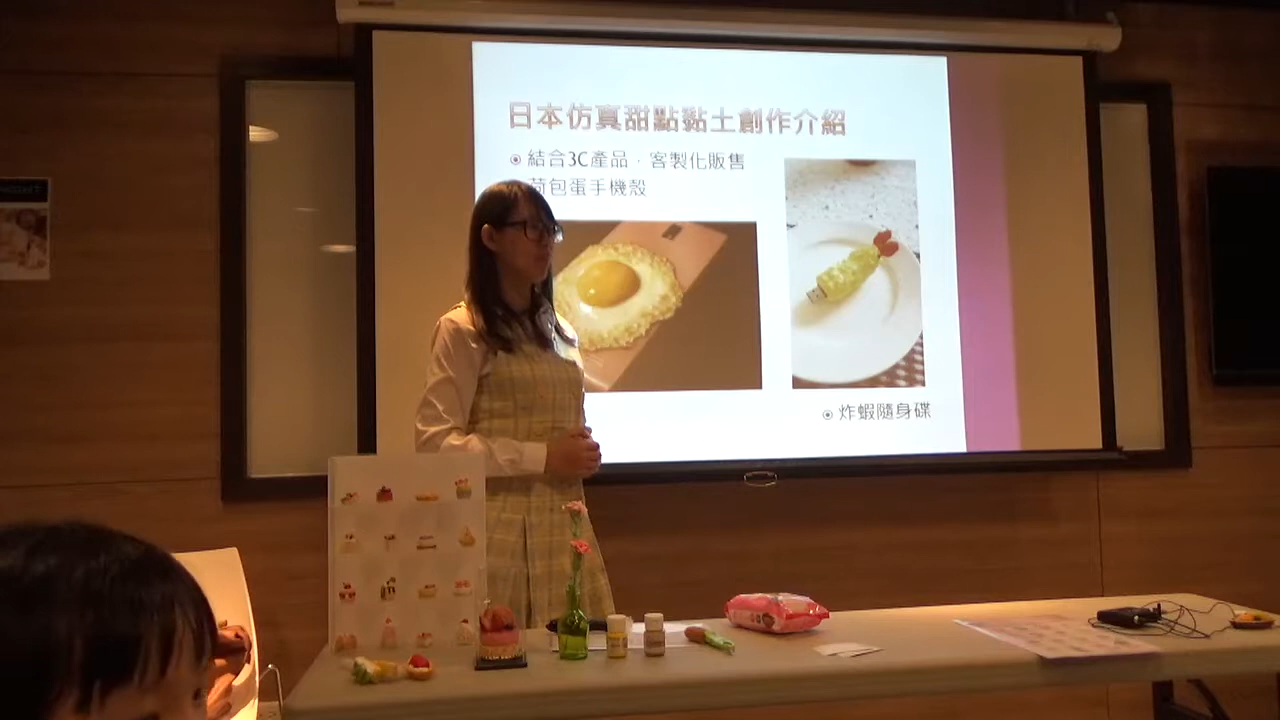 日本仿真甜點黏土創作介紹
結合3C產品，客製化販售
荷包蛋手機殼
炸蝦隨身碟